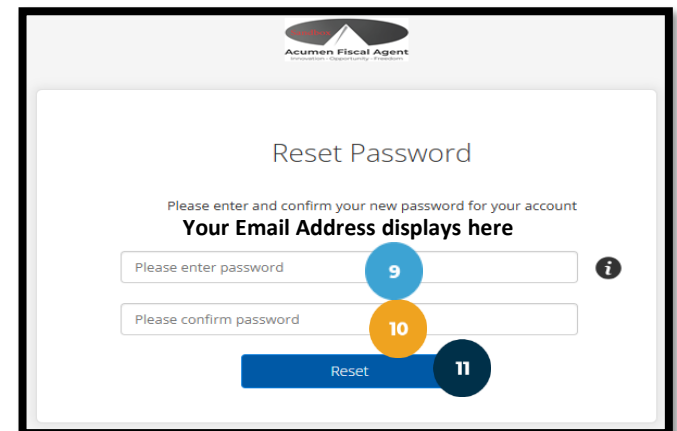 Acumen Fiscal Agent
Innovation - Opportunity - Freedom
Reset Password
Please enter and confirm your new password for your account
Your Email Address displays here
Please enter password
9
i
Please confirm password
10
Reset
11